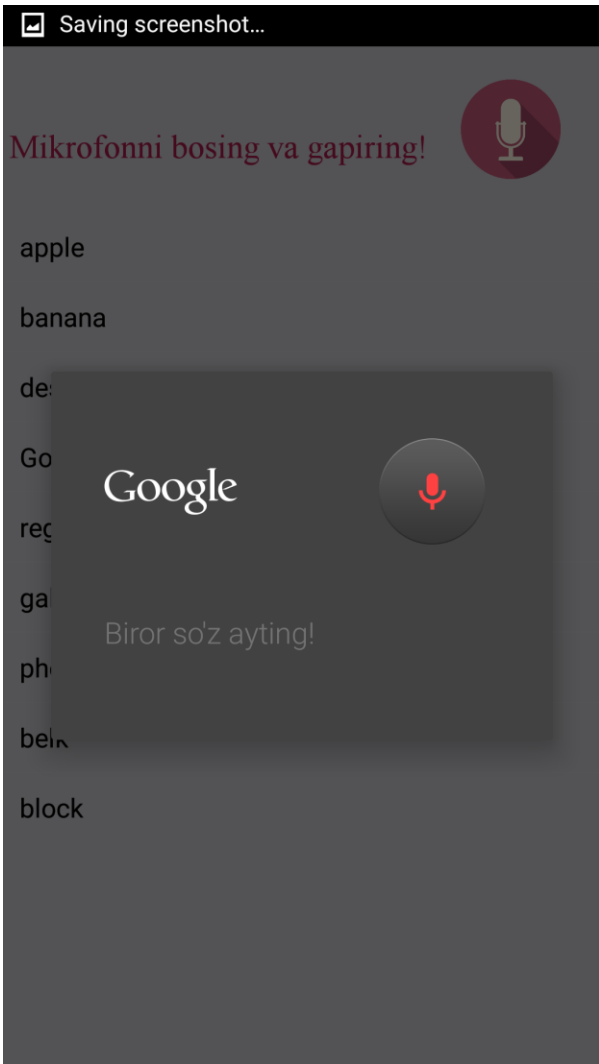 Saving screenshot...
Mikrofonni bosing va gapiring!
apple
banana
Google
Biror so'z ayting!
block